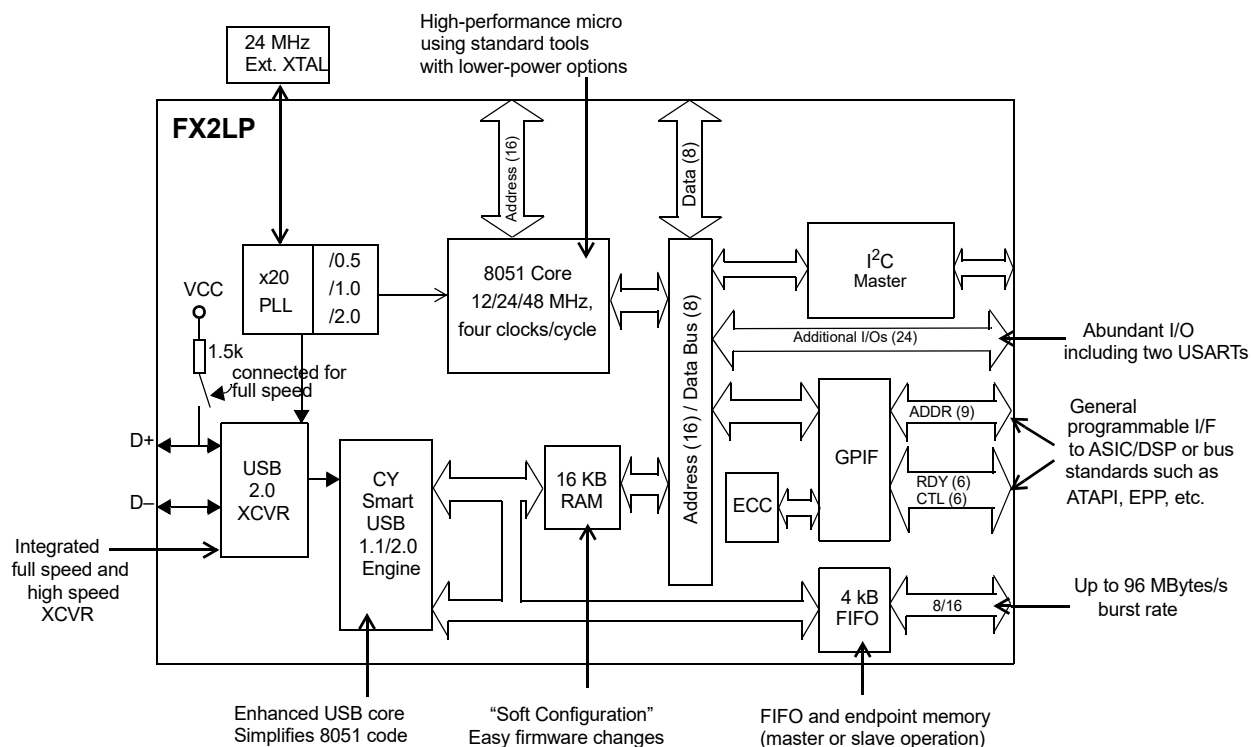 High-performance micro
using standard tools
with lower-power options
24 MHz
Ext. XTAL
FX2LP
Address (16)
Data (8)
x20
PLL
/0.5
/1.0
/2.0
8051 Core
12/24/48 MHz,
four clocks/cycle
I2C
Master
VCC
1.5k
connected for
full speed
Additional I/Os (24)
Abundant I/O
including two USARTs
Address (16) / Data Bus (8)
ADDR (9)
GPIF
RDY (6)
CTL (6)
General
programmable I/F
to ASIC/DSP or bus
standards such as
ATAPI, EPP, etc.
D+
D–
USB
2.0
XCVR
CY
Smart
USB
1.1/2.0
Engine
16 KB
RAM
ECC
Integrated
full speed and
high speed
XCVR
4 kB
FIFO
8/16
Up to 96 MBytes/s
burst rate
Enhanced USB core
Simplifies 8051 code
“Soft Configuration”
Easy firmware changes
FIFO and endpoint memory
(master or slave operation)